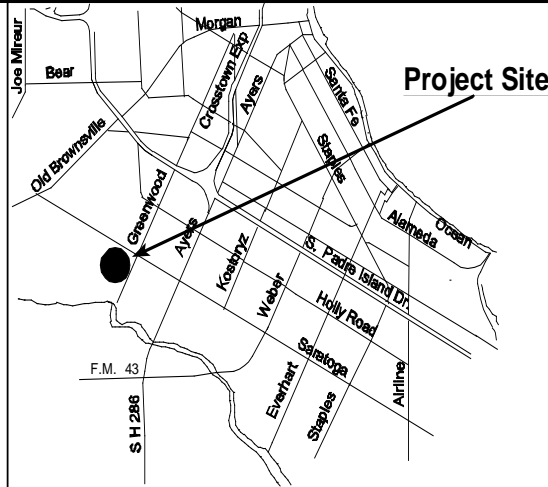 Morgan
Joe Mireur
Bear
Crosstown Exp
Ayers
Santa Fe
Project Site
Old Brownsville
Staples
Greenwood
Ayers
Kostoryz
Weber
Alameda
Ocean
S. Padre Island Dr.
Holly Road
Saratoga
F.M. 43
S H 286
Everhart
Staples
Airline